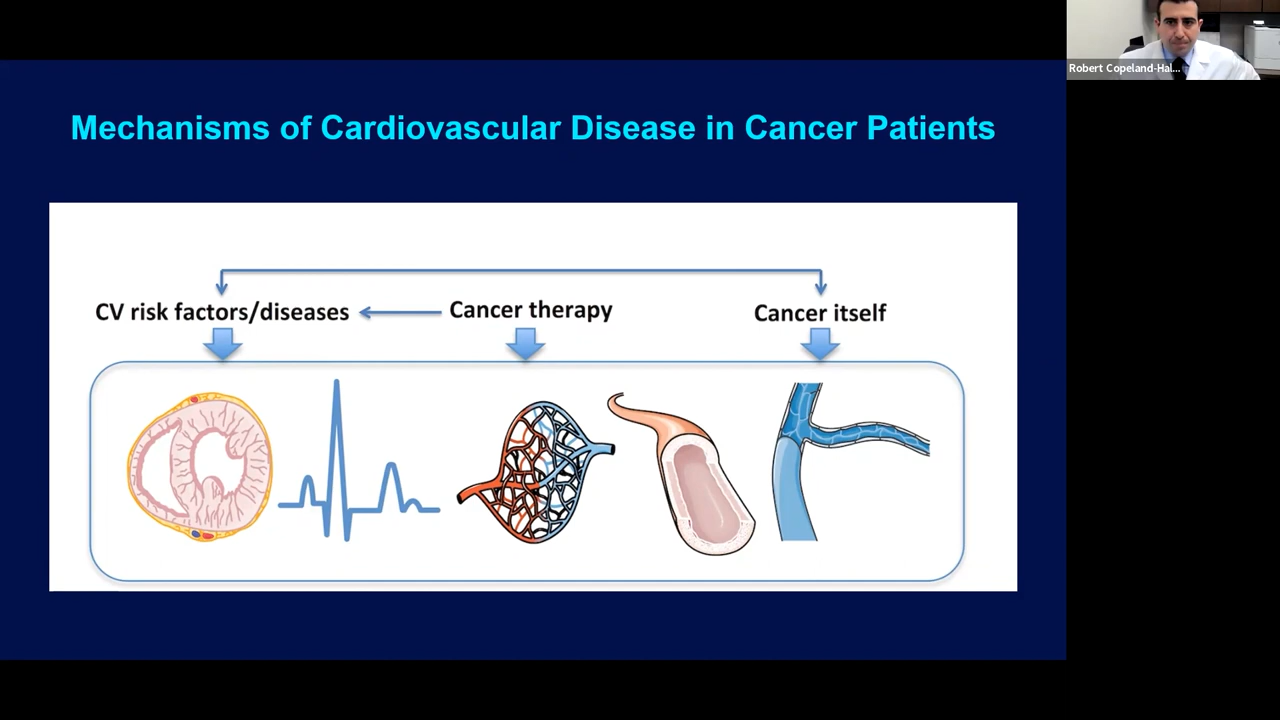 Robert Copeland-Hal...
Mechanisms of Cardiovascular Disease in Cancer Patients
CV risk factors/diseases
Cancer therapy
Cancer itself